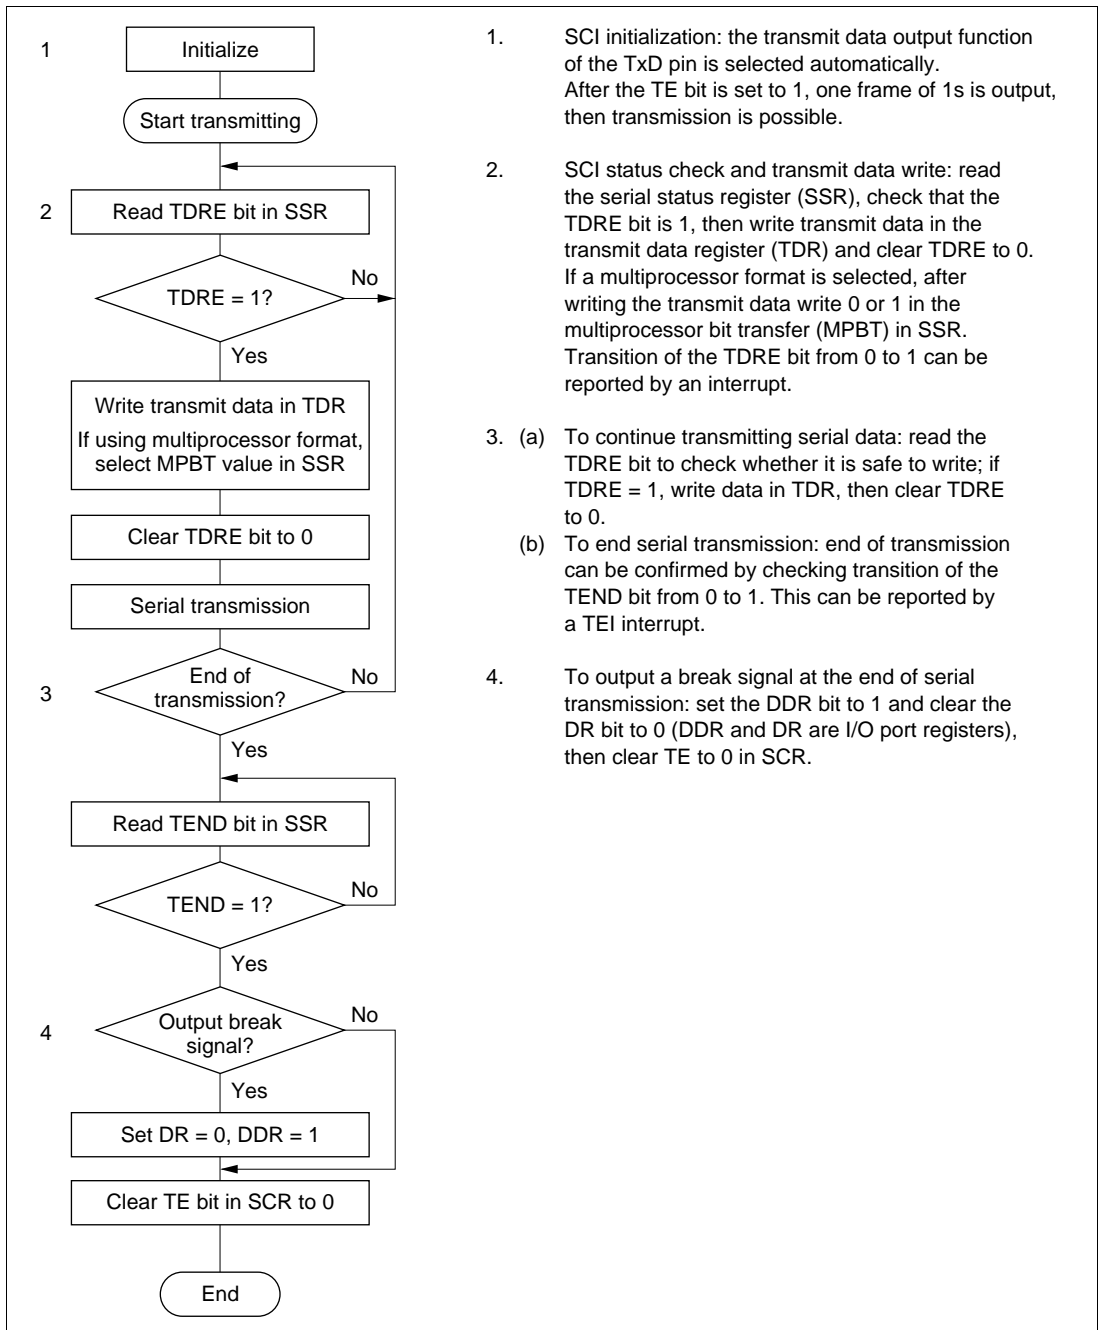 1
Initialize
Start transmitting
2
Read TDRE bit in SSR
TDRE = 1?
No
Yes
Write transmit data in TDR
If using multiprocessor format,
select MPBT value in SSR
Clear TDRE bit to 0
Serial transmission
3
End of
transmission?
No
Yes
Read TEND bit in SSR
TEND = 1?
No
Yes
4
Output break
signal?
No
Yes
Set DR = 0, DDR = 1
Clear TE bit in SCR to 0
End
1. SCI initialization: the transmit data output function
of the TxD pin is selected automatically.
After the TE bit is set to 1, one frame of 1s is output,
then transmission is possible.
2. SCI status check and transmit data write: read
the serial status register (SSR), check that the
TDRE bit is 1, then write transmit data in the
transmit data register (TDR) and clear TDRE to 0.
If a multiprocessor format is selected, after
writing the transmit data write 0 or 1 in the
multiprocessor bit transfer (MPBT) in SSR.
Transition of the TDRE bit from 0 to 1 can be
reported by an interrupt.
3. (a) To continue transmitting serial data: read the
TDRE bit to check whether it is safe to write; if
TDRE = 1, write data in TDR, then clear TDRE
to 0.
(b) To end serial transmission: end of transmission
can be confirmed by checking transition of the
TEND bit from 0 to 1. This can be reported by
a TEI interrupt.
4. To output a break signal at the end of serial
transmission: set the DDR bit to 1 and clear the
DR bit to 0 (DDR and DR are I/O port registers),
then clear TE to 0 in SCR.